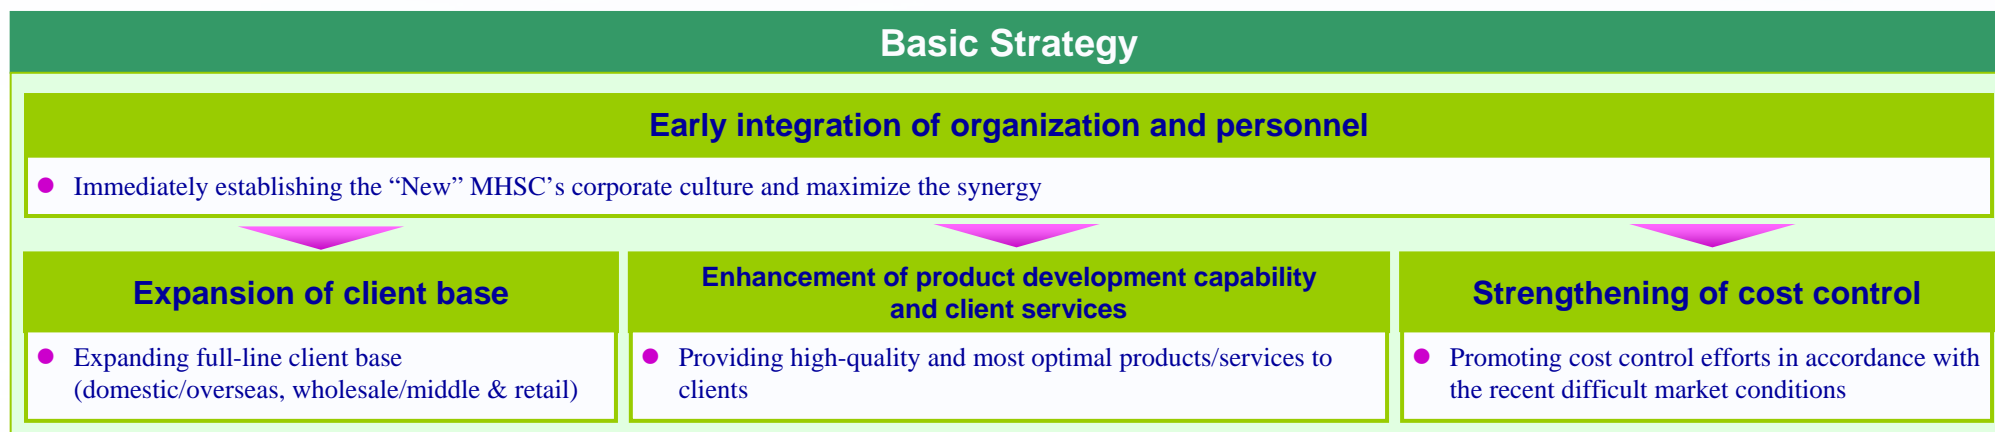 Basic Strategy
Early integration of organization and personnel
● Immediately establishing the “New” MHSC’s corporate culture and maximize the synergy
Expansion of client base
● Expanding full-line client base
(domestic/overseas, wholesale/middle & retail)
Enhancement of product development capability
and client services
● Providing high-quality and most optimal products/services to
clients
Strengthening of cost control
● Promoting cost control efforts in accordance with
the recent difficult market conditions